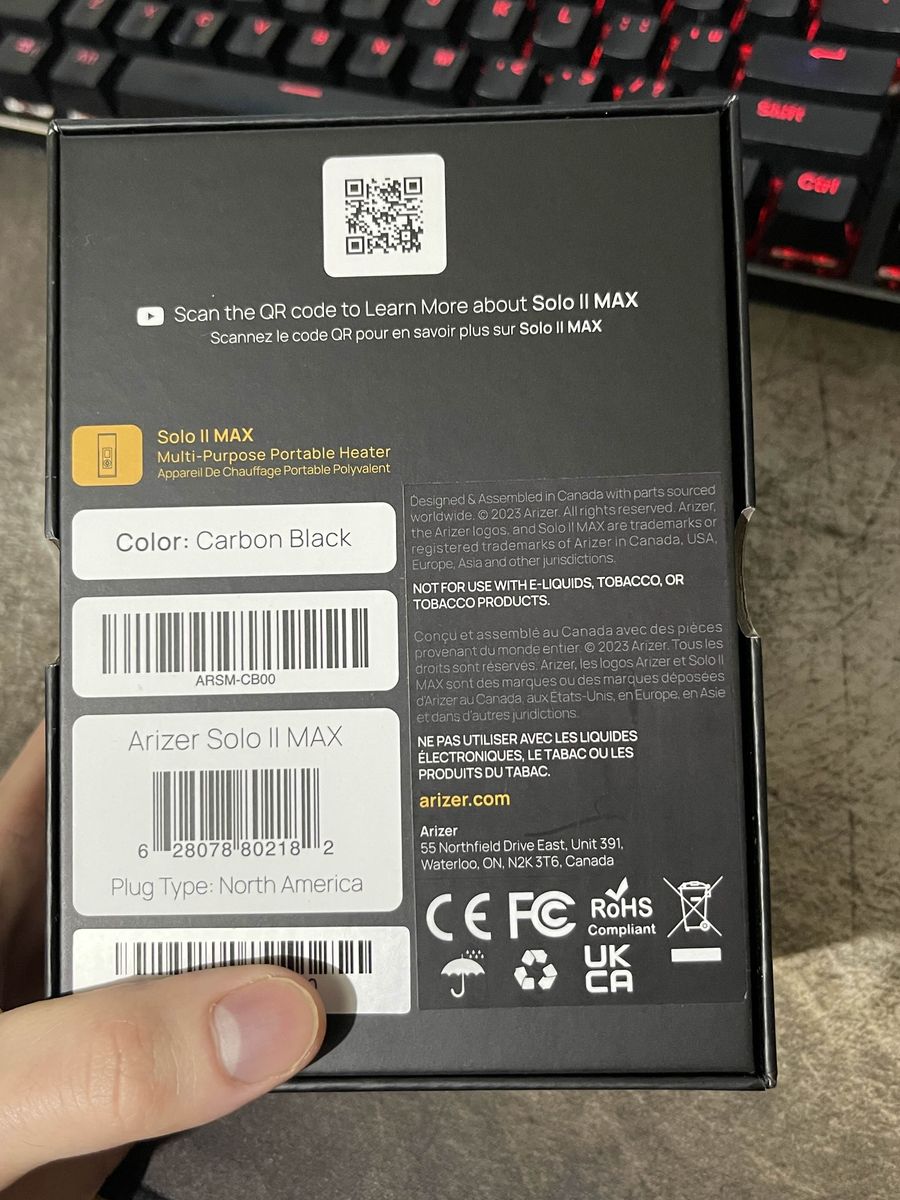 Scan the QR code to Learn More about Solo II MAX
Scannez le code QR pour en savoir plus sur Solo II MAX
Solo II MAX
Multi-Purpose Portable Heater
Appareil De Chauffage Portable Polyvalent
Color: Carbon Black
ARSM-CB00
Arizer Solo II MAX
6 28078 80218 2
Plug Type: North America
Designed & Assembled in Canada with parts sourced
worldwide. © 2023 Arizer. All rights reserved. Arizer,
the Arizer logos, and Solo II MAX are trademarks or
registered trademarks of Arizer in Canada, USA,
Europe, Asia and other jurisdictions.
NOT FOR USE WITH E-LIQUIDS, TOBACCO, OR
TOBACCO PRODUCTS.
Conçu et assemblé au Canada avec des pièces
provenant du monde entier. © 2023 Arizer. Tous les
droits sont réservés. Arizer, les logos Arizer et Solo II
MAX sont des marques ou des marques déposées
d'Arizer au Canada, aux États-Unis, en Europe, en Asie
et dans d'autres juridictions.
NE PAS UTILISER AVEC LES LIQUIDES
ÉLECTRONIQUES, LE TABAC OU LES
PRODUITS DU TABAC.
arizer.com
Arizer
55 Northfield Drive East, Unit 391,
Waterloo, ON, N2K 3T6, Canada
CE FC RoHS
Compliant
UK
CA
Shift
Ctrl